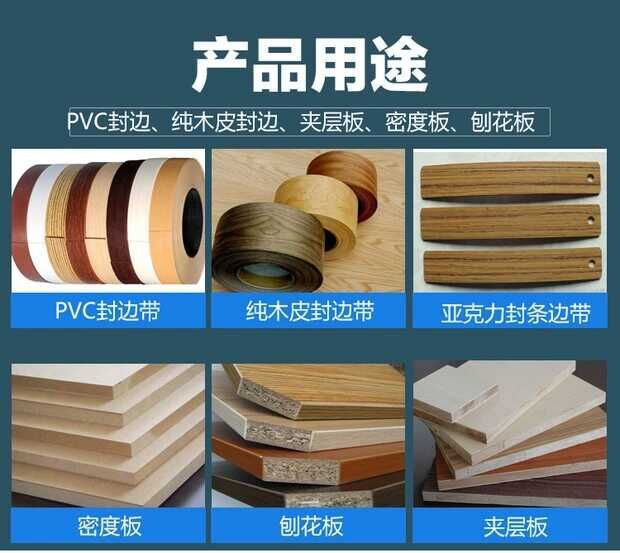 产品用途
PVC封边、纯木皮封边、夹层板、密度板、刨花板
PVC封边带
纯木皮封边带
亚克力封条边带
密度板
刨花板
夹层板